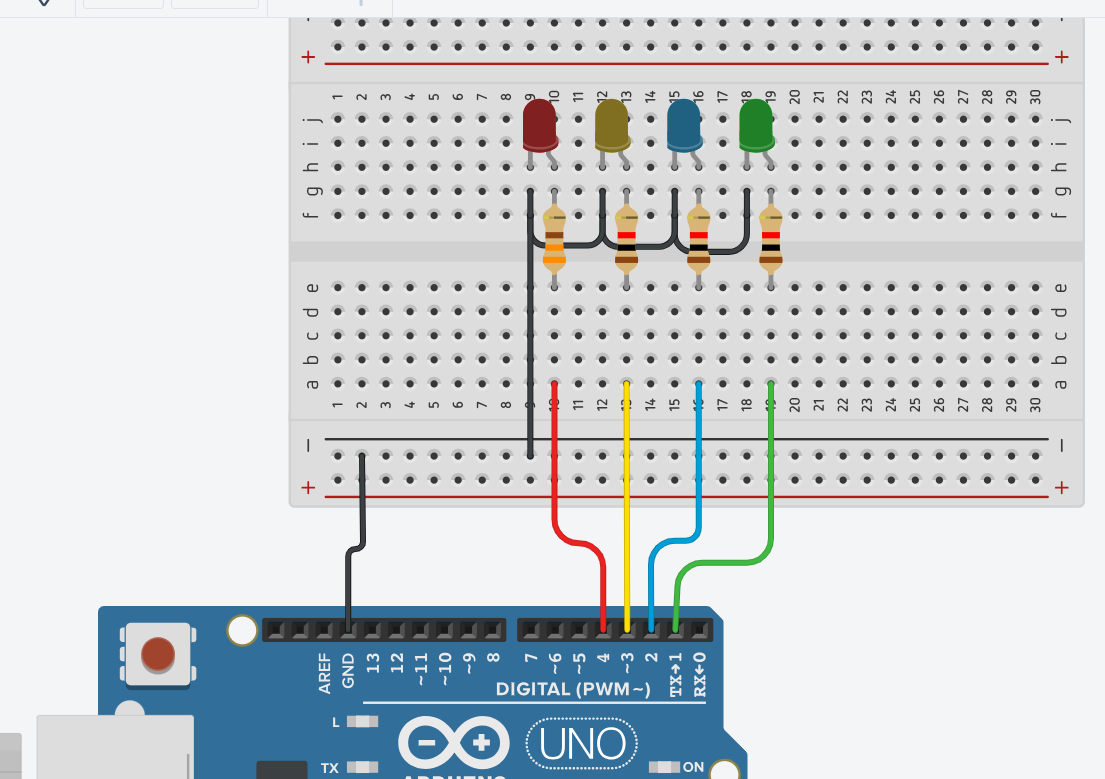 + +
1 2 3 4 5 6 7 8 9 10 11 12 13 14 15 16 17 18 19 20 21 22 23 24 25 26 27 28 29 30
j j
i i
h h
g g
f f
e e
d d
c c
b b
a a
1 2 3 4 5 6 7 8 9 10 11 12 13 14 15 16 17 18 19 20 21 22 23 24 25 26 27 28 29 30
− −
+ +
AREF GND 13 12 ~11 ~10 ~9 8 7 ~6 ~5 4 ~3 2 TX→1 RX←0
DIGITAL (PWM~)
L
UNO
TX ON
ARDUINO